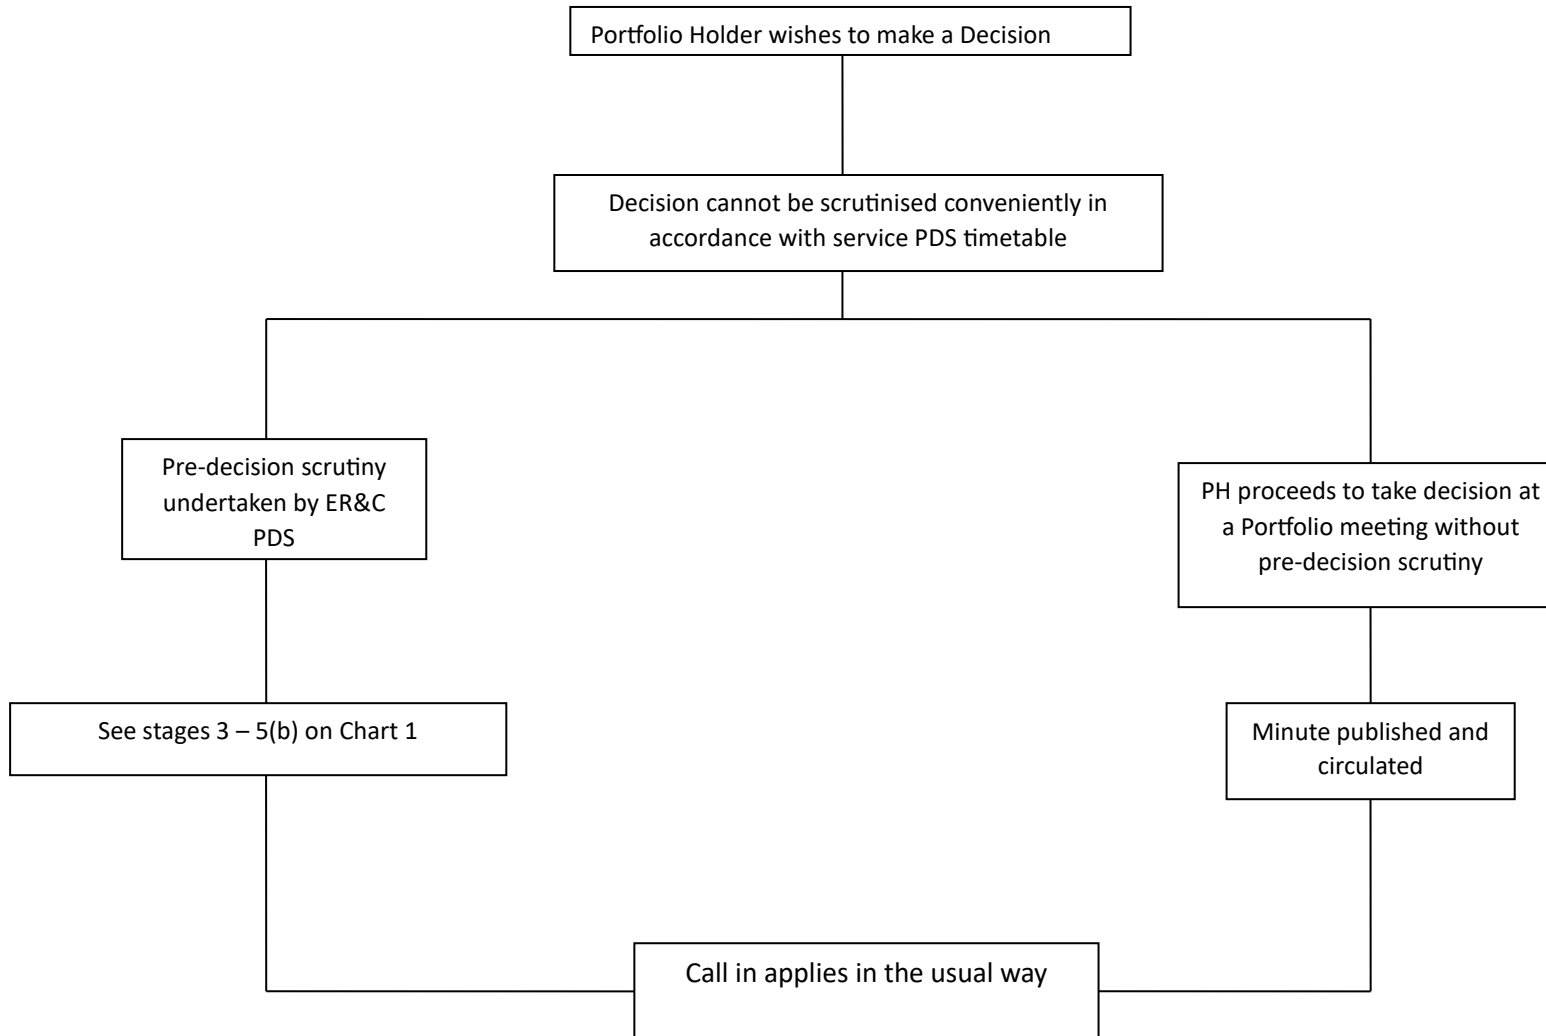 Portfolio Holder wishes to make a Decision
Decision cannot be scrutinised conveniently in
accordance with service PDS timetable
Pre-decision scrutiny
undertaken by ER&C
PDS
PH proceeds to take decision at
a Portfolio meeting without
pre-decision scrutiny
See stages 3 – 5(b) on Chart 1
Minute published and
circulated
Call in applies in the usual way